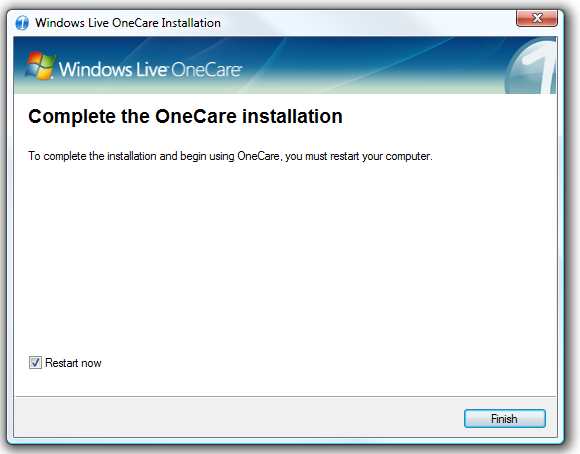 Windows Live OneCare Installation
Windows Live OneCare
Complete the OneCare installation
To complete the installation and begin using OneCare, you must restart your computer.
Restart now
Finish